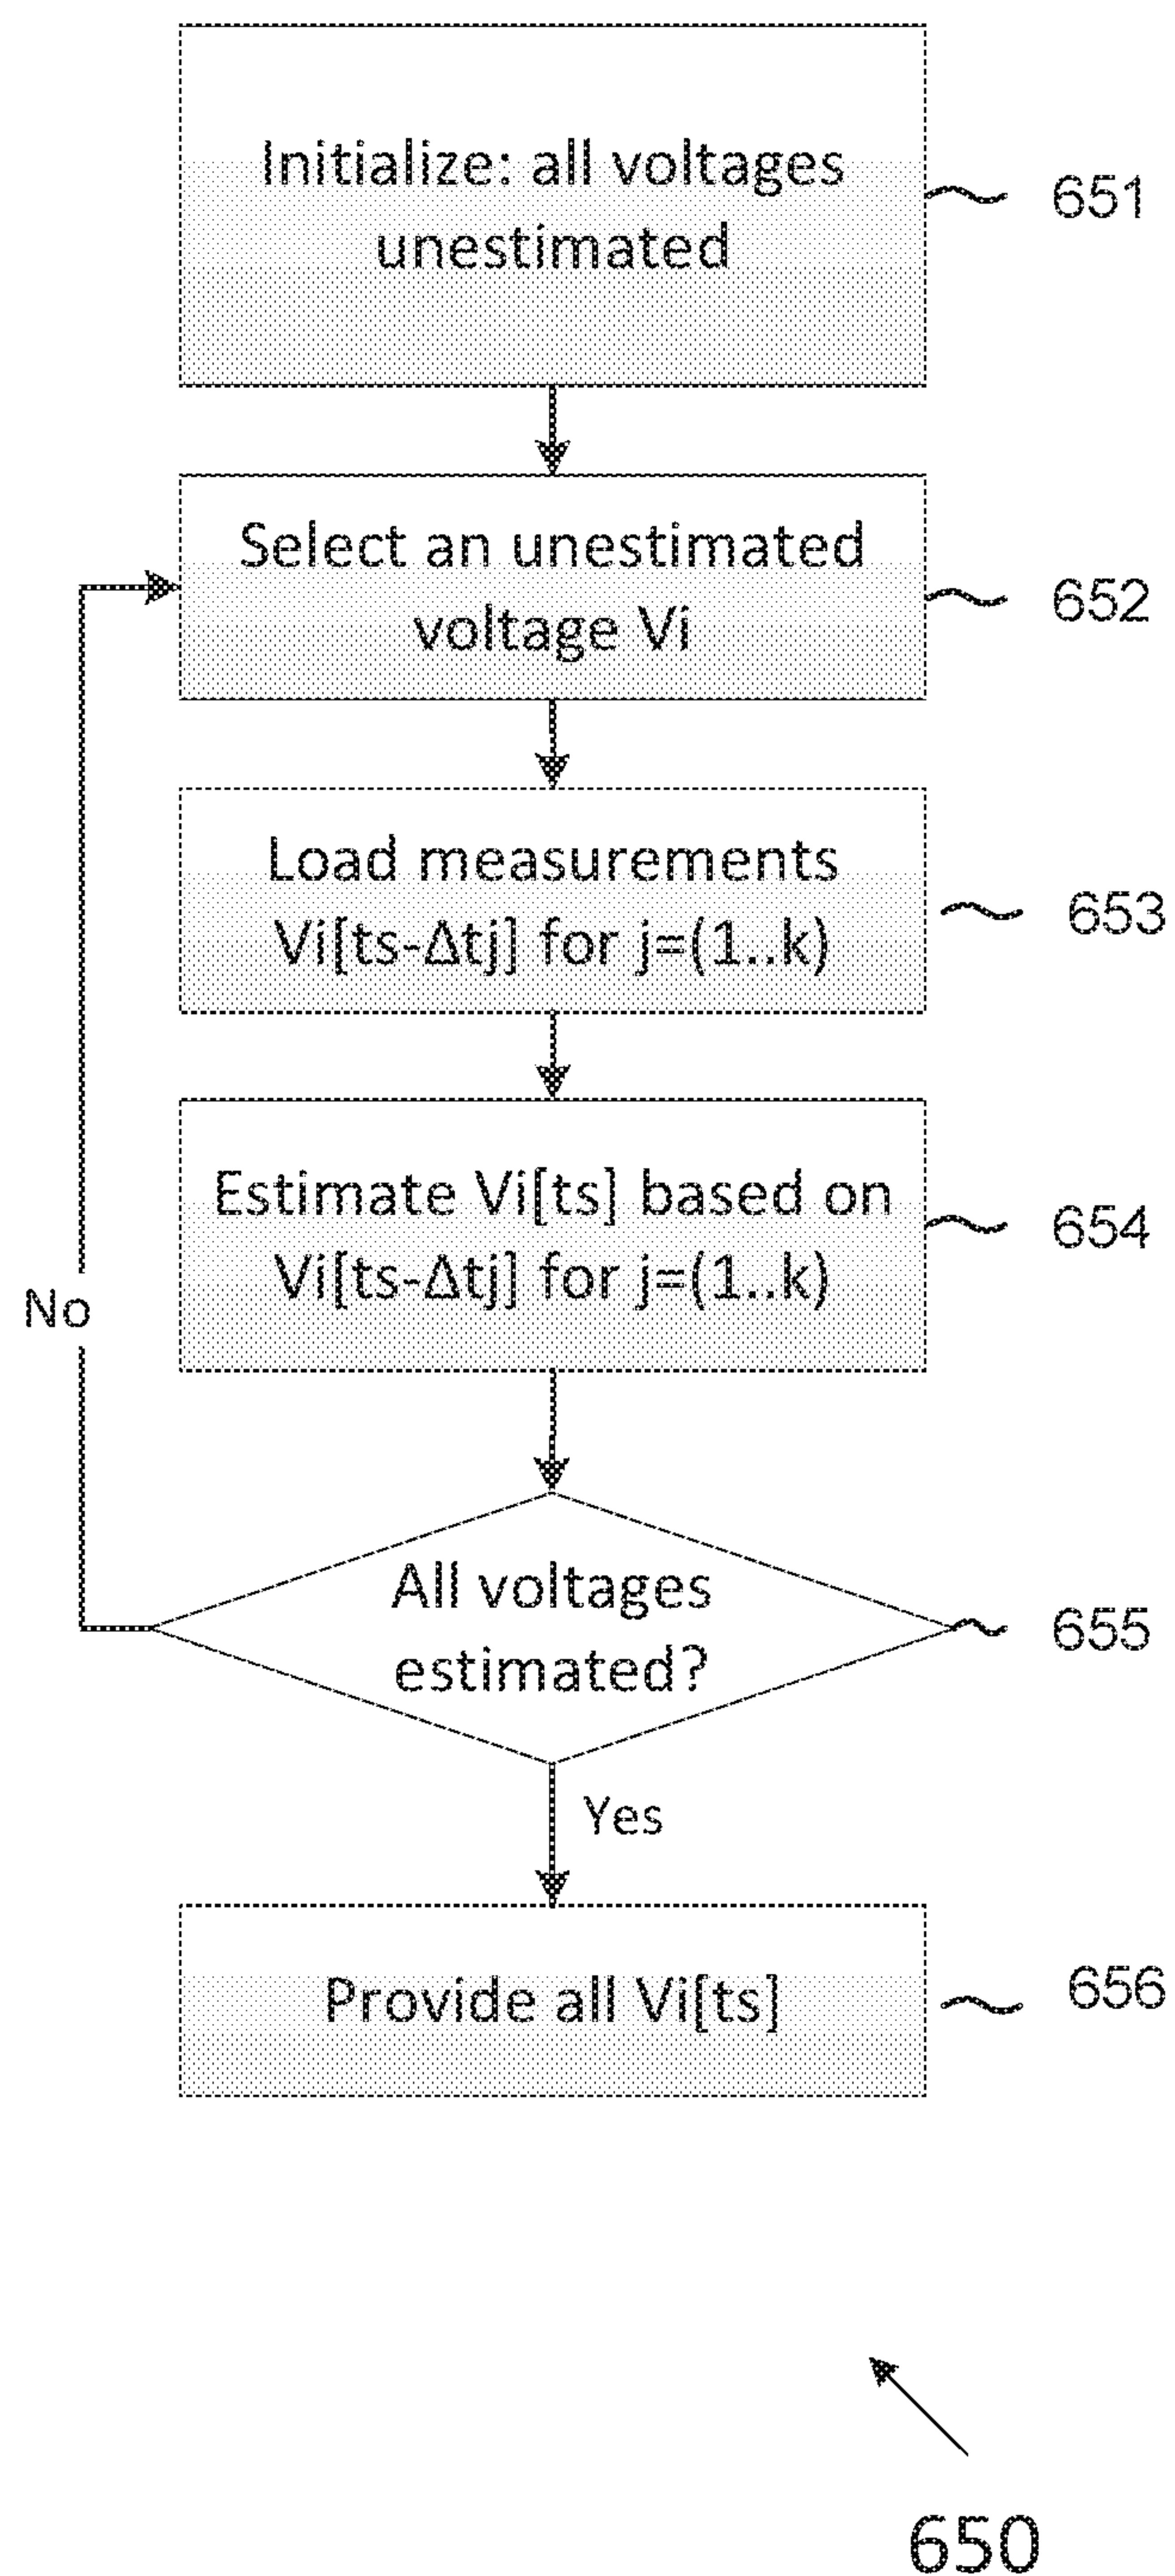 Initialize: all voltages
unestimated
651
Select an unestimated
voltage Vi
652
Load measurements
Vi[ts-Δtj] for j=(1..k)
653
Estimate Vi[ts] based on
Vi[ts-Δtj] for j=(1..k)
654
No
All voltages
estimated?
655
Yes
Provide all Vi[ts]
656
650